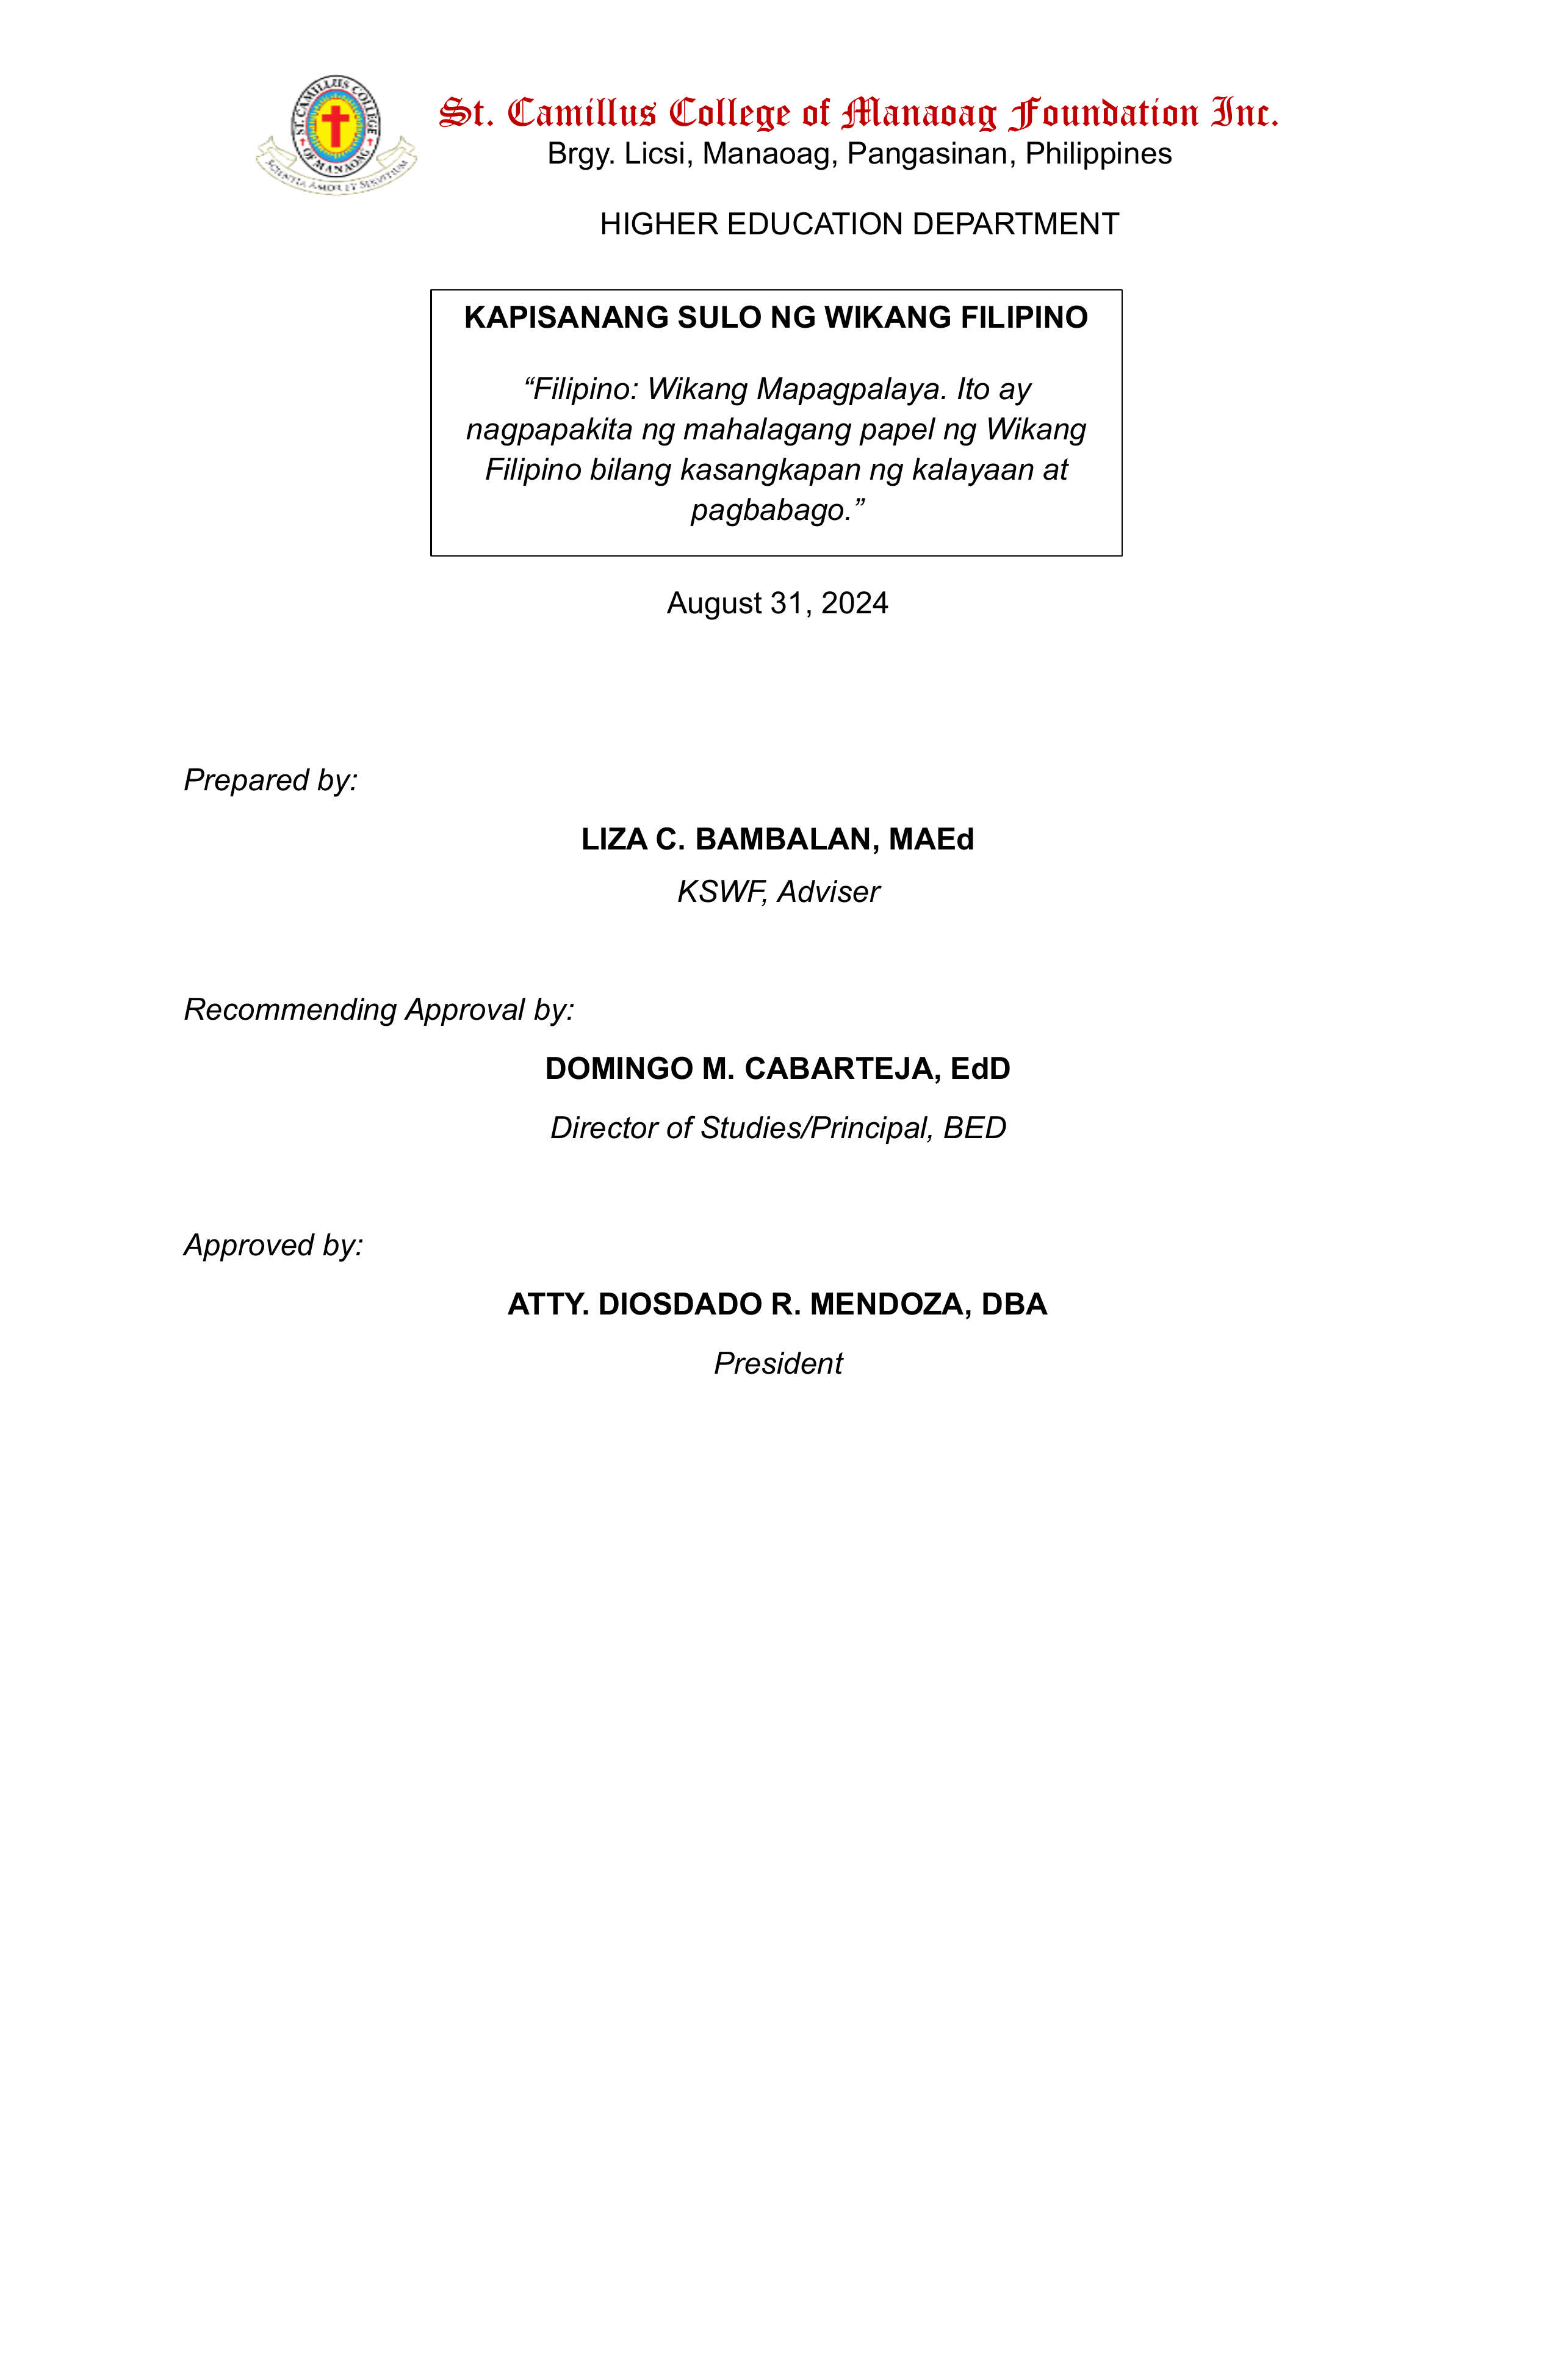 ST. CAMILLUS COLLEGE
OF MANAOAG
SCIENTIA AMOR ET SERVITIUM
St. Camillus College of Manaoag Foundation Inc.
Brgy. Licsi, Manaoag, Pangasinan, Philippines
HIGHER EDUCATION DEPARTMENT
KAPISANANG SULO NG WIKANG FILIPINO
“Filipino: Wikang Mapagpalaya. Ito ay
nagpapakita ng mahalagang papel ng Wikang
Filipino bilang kasangkapan ng kalayaan at
pagbabago.”
August 31, 2024
Prepared by:
LIZA C. BAMBALAN, MAEd
KSWF, Adviser
Recommending Approval by:
DOMINGO M. CABARTEJA, EdD
Director of Studies/Principal, BED
Approved by:
ATTY. DIOSDADO R. MENDOZA, DBA
President